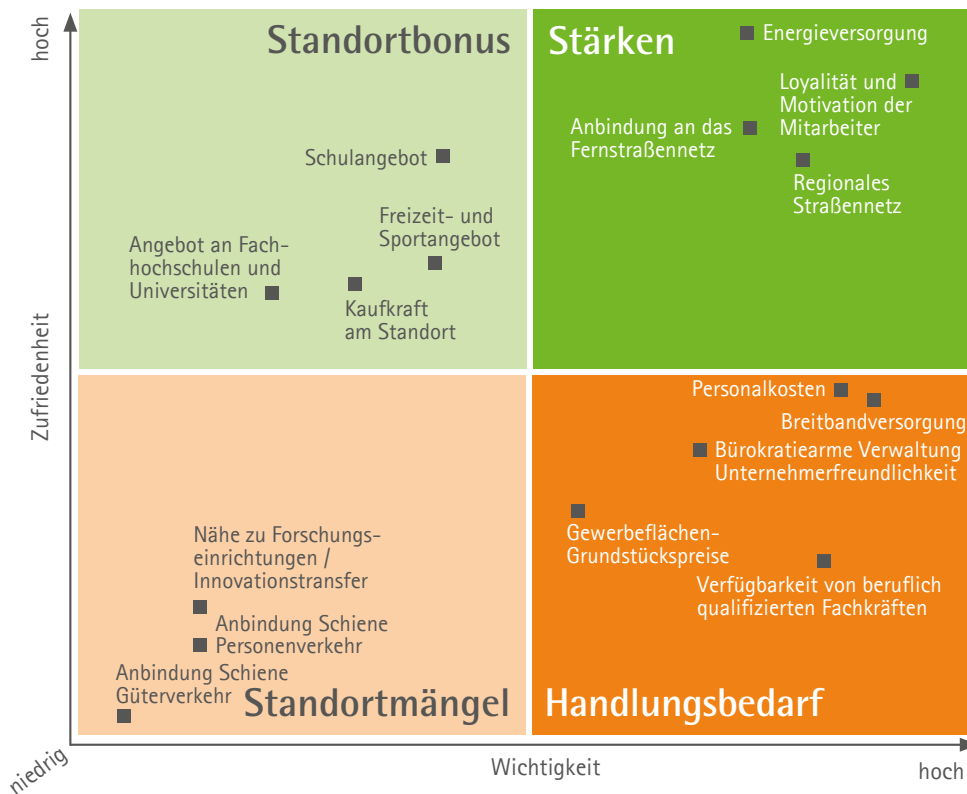 hoch
Zufriedenheit
niedrig
Wichtigkeit
hoch
Standortbonus
Schulangebot
Freizeit- und
Sportangebot
Angebot an Fach-
hochschulen und
Universitäten
Kaufkraft
am Standort
Stärken
Energieversorgung
Loyalität und
Motivation der
Mitarbeiter
Anbindung an das
Fernstraßennetz
Regionales
Straßennetz
Nähe zu Forschungs-
einrichtungen /
Innovationstransfer
Anbindung Schiene
Personenverkehr
Anbindung Schiene
Güterverkehr
Standortmängel
Personalkosten
Breitbandversorgung
Bürokratiearme Verwaltung
Unternehmerfreundlichkeit
Gewerbeflächen-
Grundstückspreise
Verfügbarkeit von beruflich
qualifizierten Fachkräften
Handlungsbedarf